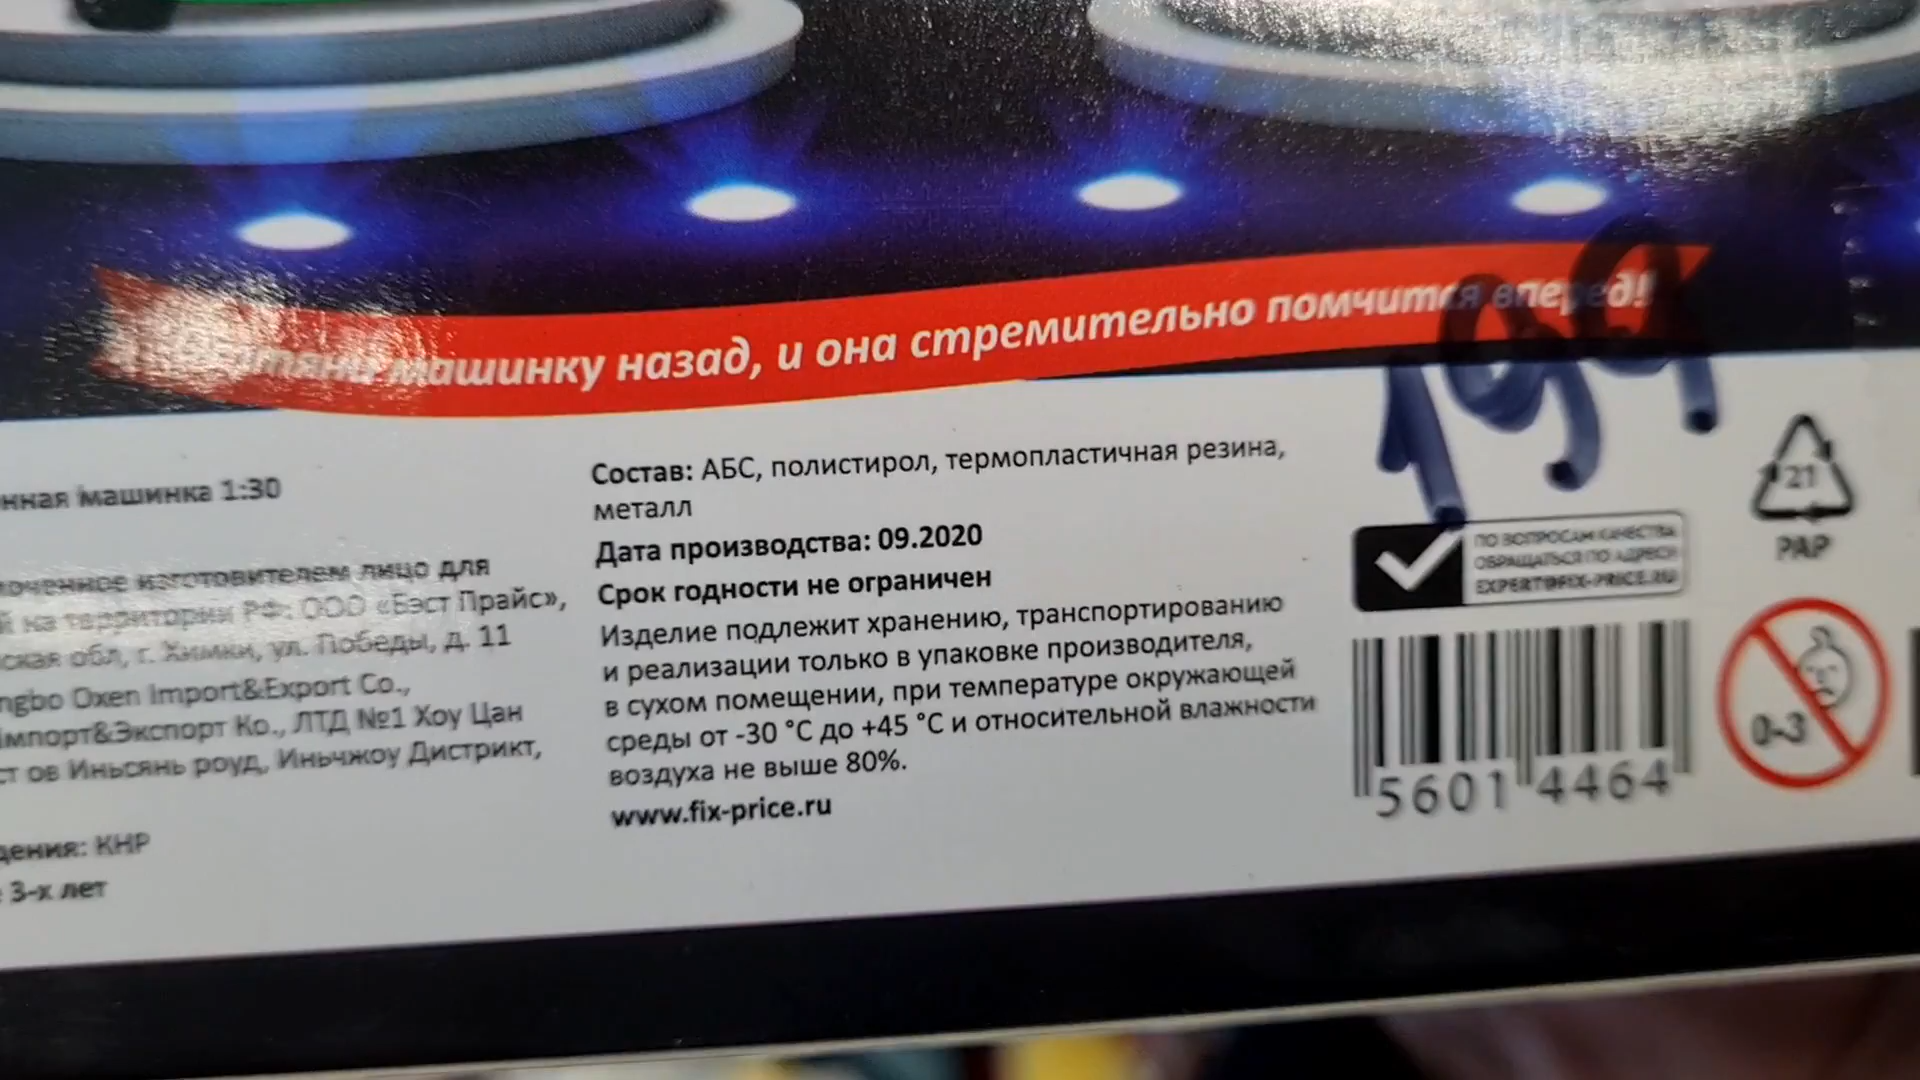 тяни машинку назад, и она стремительно помчится вперед!
199
нная машинка 1:30
оченное изготовителем лицо для
й на территории РФ: ООО «Бэст Прайс»,
ская обл, г. Химки, ул. Победы, д. 11
ngbo Oxen Import&Export Co.,
Импорт&Экспорт Ко., ЛТД №1 Хоу Цан
ст ов Иньсянь роуд, Иньчжоу Дистрикт,
дения: КНР
3-х лет
Состав: АБС, полистирол, термопластичная резина,
металл
Дата производства: 09.2020
Срок годности не ограничен
Изделие подлежит хранению, транспортированию
и реализации только в упаковке производителя,
в сухом помещении, при температуре окружающей
среды от -30 °С до +45 °С и относительной влажности
воздуха не выше 80%.
www.fix-price.ru
ПО ВОПРОСАМ КАЧЕСТВА
ОБРАЩАТЬСЯ ПО АДРЕСУ
EXPERT@FIX-PRICE.RU
21
PAP
5601 4464
0-3